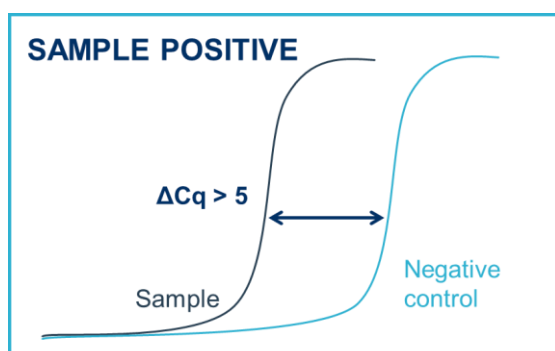 SAMPLE POSITIVE
ΔCq > 5
Sample
Negative
control